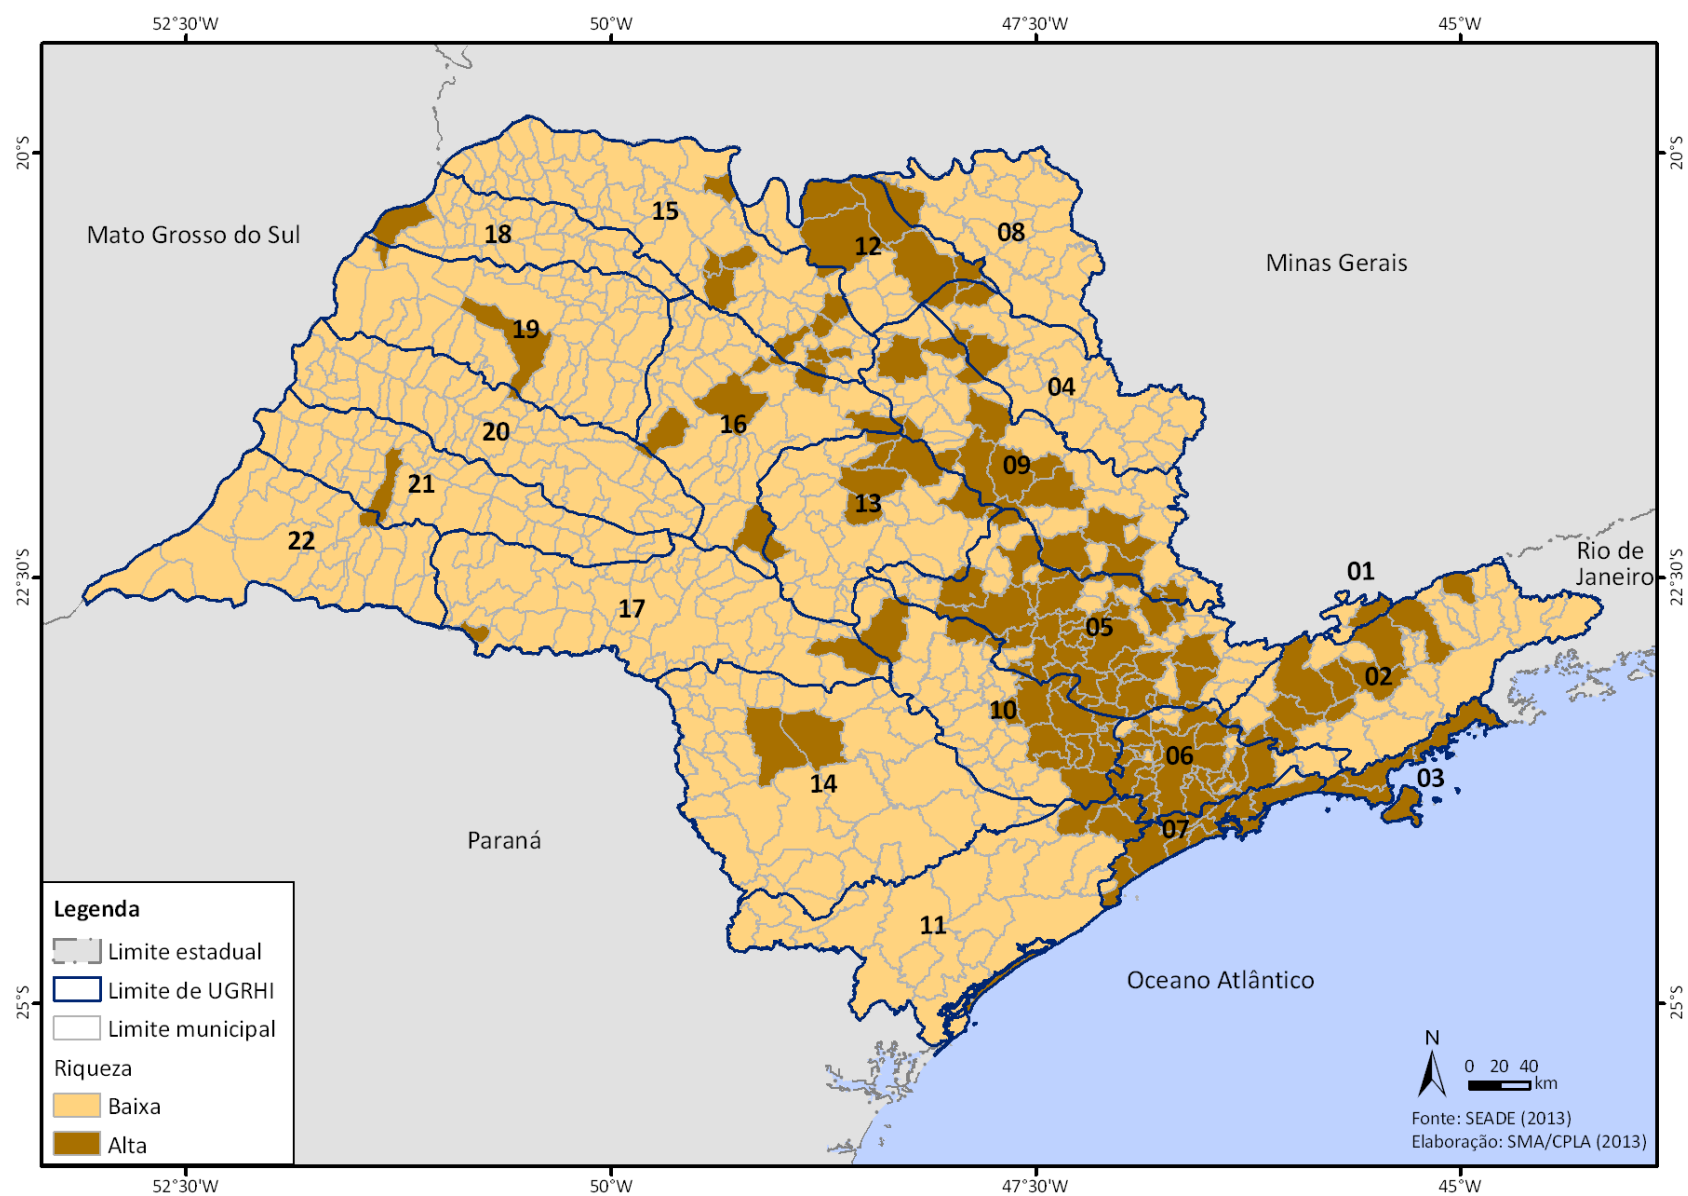 52°30'W
50°W
47°30'W
45°W
20°S
20°S
15
18
12
08
Mato Grosso do Sul
Minas Gerais
19
04
16
20
09
21
13
22
22°30'S
22°30'S
Rio de
Janeiro
01
17
05
02
10
06
03
14
07
Paraná
11
Oceano Atlântico
25°S
25°S
Legenda
Limite estadual
Limite de UGRHI
Limite municipal
Riqueza
Baixa
Alta
N
0 20 40
km
Fonte: SEADE (2013)
Elaboração: SMA/CPLA (2013)
52°30'W
50°W
47°30'W
45°W